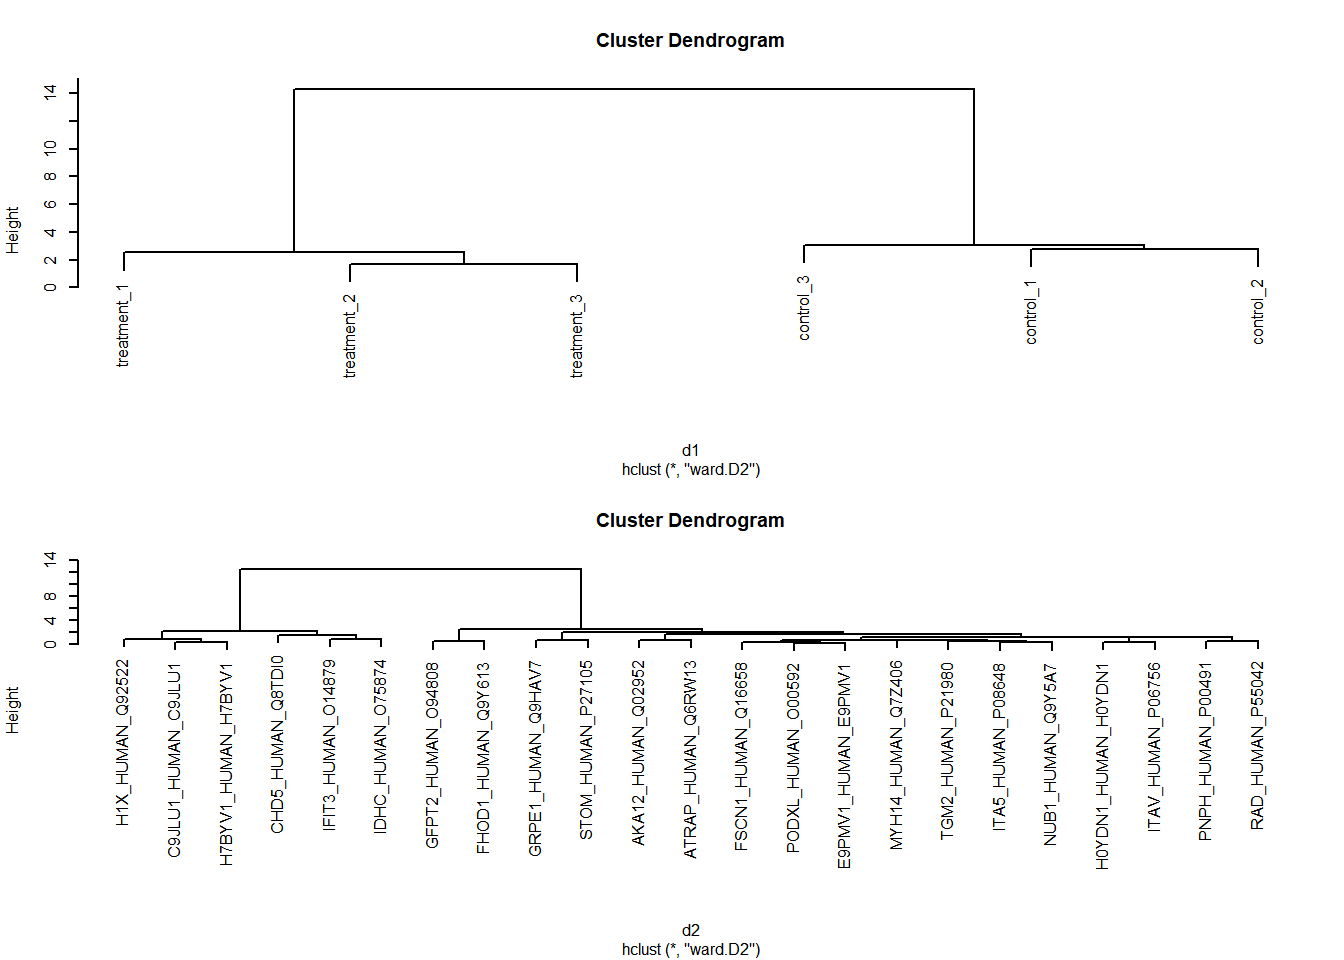 Cluster Dendrogram
Height
14
10
8
6
4
2
0
treatment_1
treatment_2
treatment_3
control_3
control_1
control_2
d1
hclust (*, "ward.D2")
Cluster Dendrogram
Height
14
8
4
0
H1X_HUMAN_Q92522
C9JLU1_HUMAN_C9JLU1
H7BYV1_HUMAN_H7BYV1
CHD5_HUMAN_Q8TDI0
IFIT3_HUMAN_O14879
IDHC_HUMAN_O75874
GFPT2_HUMAN_O94808
FHOD1_HUMAN_Q9Y613
GRPE1_HUMAN_Q9HAV7
STOM_HUMAN_P27105
AKA12_HUMAN_Q02952
ATRAP_HUMAN_Q6RW13
FSCN1_HUMAN_Q16658
PODXL_HUMAN_O00592
E9PMV1_HUMAN_E9PMV1
MYH14_HUMAN_Q7Z406
TGM2_HUMAN_P21980
ITA5_HUMAN_P08648
NUB1_HUMAN_Q9Y5A7
H0YDN1_HUMAN_H0YDN1
ITAV_HUMAN_P06756
PNPH_HUMAN_P00491
RAD_HUMAN_P55042
d2
hclust (*, "ward.D2")